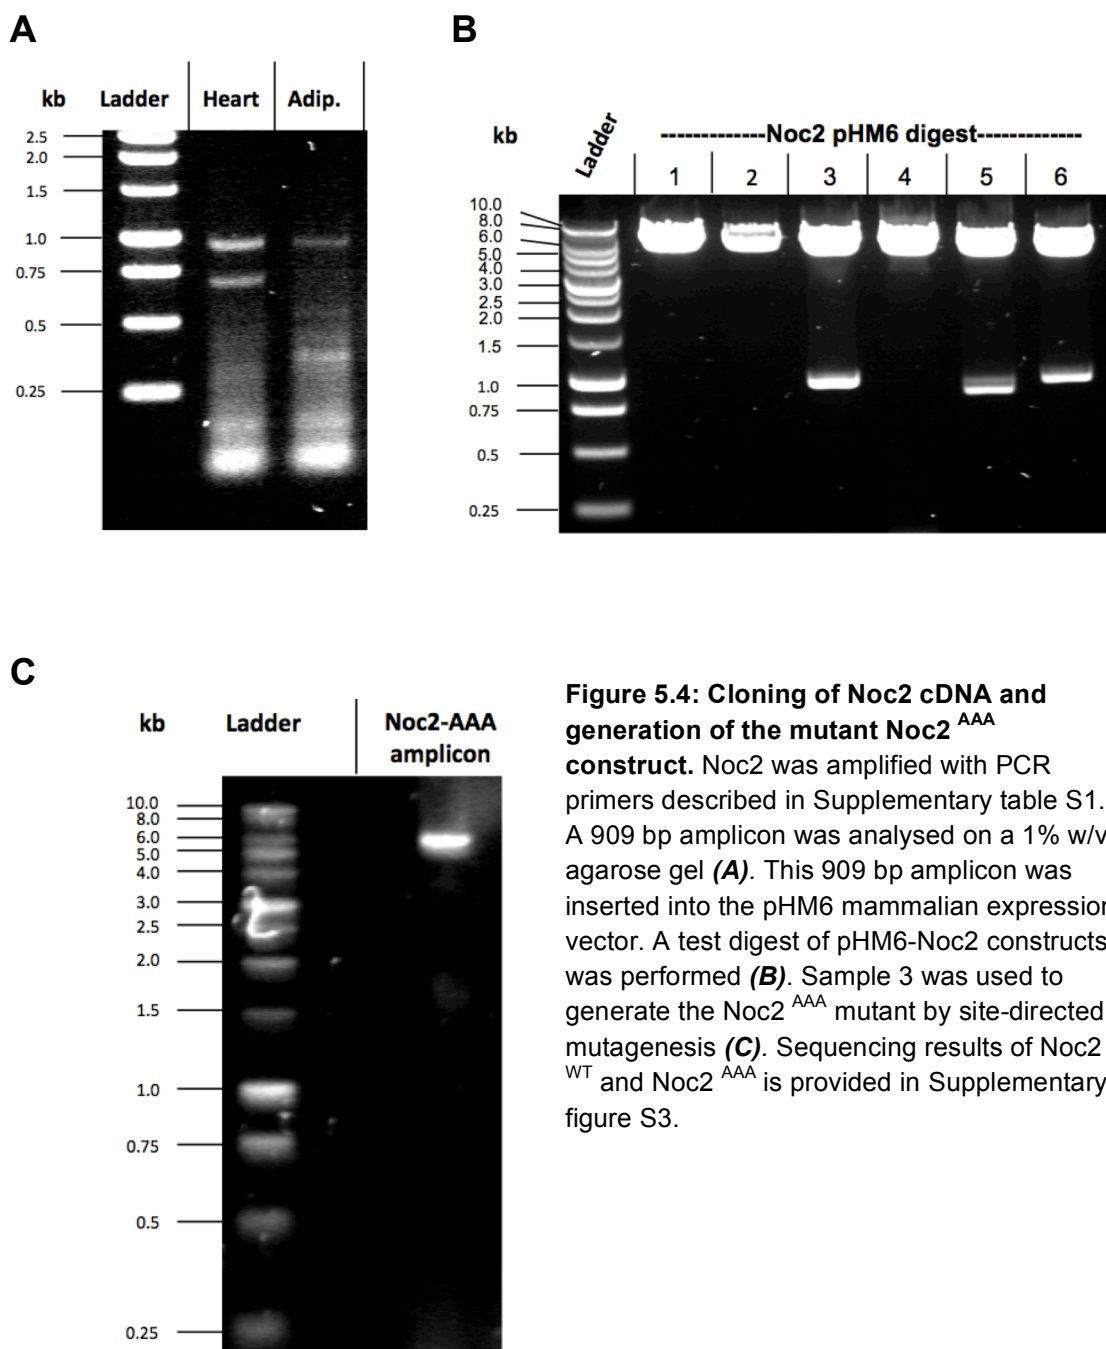 A
kb Ladder Heart Adip.
2.5
2.0
1.5
1.0
0.75
0.5
0.25
B
kb Ladder -------------Noc2 pHM6 digest-------------
1 2 3 4 5 6
10.0
8.0
6.0
5.0
4.0
3.0
2.5
2.0
1.5
1.0
0.75
0.5
0.25
C
kb Ladder Noc2-AAA
amplicon
10.0
8.0
6.0
5.0
4.0
3.0
2.5
2.0
1.5
1.0
0.75
0.5
0.25
Figure 5.4: Cloning of Noc2 cDNA and
generation of the mutant Noc2 AAA
construct. Noc2 was amplified with PCR
primers described in Supplementary table S1.
A 909 bp amplicon was analysed on a 1% w/v
agarose gel (A). This 909 bp amplicon was
inserted into the pHM6 mammalian expression
vector. A test digest of pHM6-Noc2 constructs
was performed (B). Sample 3 was used to
generate the Noc2 AAA mutant by site-directed
mutagenesis (C). Sequencing results of Noc2
WT and Noc2 AAA is provided in Supplementary
figure S3.